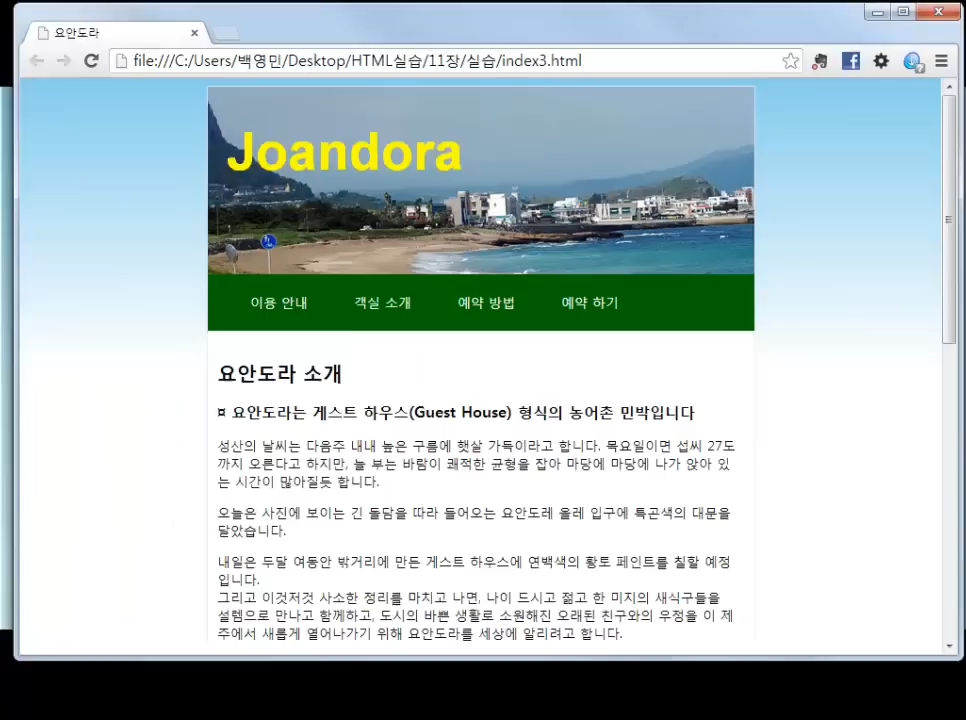 요안도라
file:///C:/Users/백영민/Desktop/HTML실습/11장/실습/index3.html
Joandora
이용 안내 객실 소개 예약 방법 예약 하기
요안도라 소개
¤ 요안도라는 게스트 하우스(Guest House) 형식의 농어촌 민박입니다
성산의 날씨는 다음주 내내 높은 구름에 햇살 가득이라고 합니다. 목요일이면 섭씨 27도
까지 오른다고 하지만, 늘 부는 바람이 쾌적한 균형을 잡아 마당에 마당에 나가 앉아 있
는 시간이 많아질듯 합니다.
오늘은 사진에 보이는 긴 돌담을 따라 들어오는 요안도레 올레 입구에 특곤색의 대문을
달았습니다.
내일은 두달 여동안 밖거리에 만든 게스트 하우스에 연백색의 황토 페인트를 칠할 예정
입니다.
그리고 이것저것 사소한 정리를 마치고 나면, 나이 드시고 젊고 한 미지의 새식구들을
설렘으로 만나고 함께하고, 도시의 바쁜 생활로 소원해진 오래된 친구와의 우정을 이 제
주에서 새롭게 열어나가기 위해 요안도라를 세상에 알리려고 합니다.